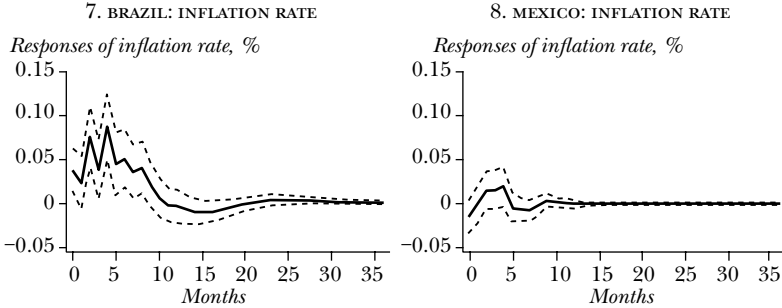 7. BRAZIL: INFLATION RATE
Responses of inflation rate, %
0.15
0.10
0.05
0
−0.05
0 5 10 15 20 25 30 35
Months
8. MEXICO: INFLATION RATE
Responses of inflation rate, %
0.15
0.10
0.05
0
−0.05
0 5 10 15 20 25 30 35
Months